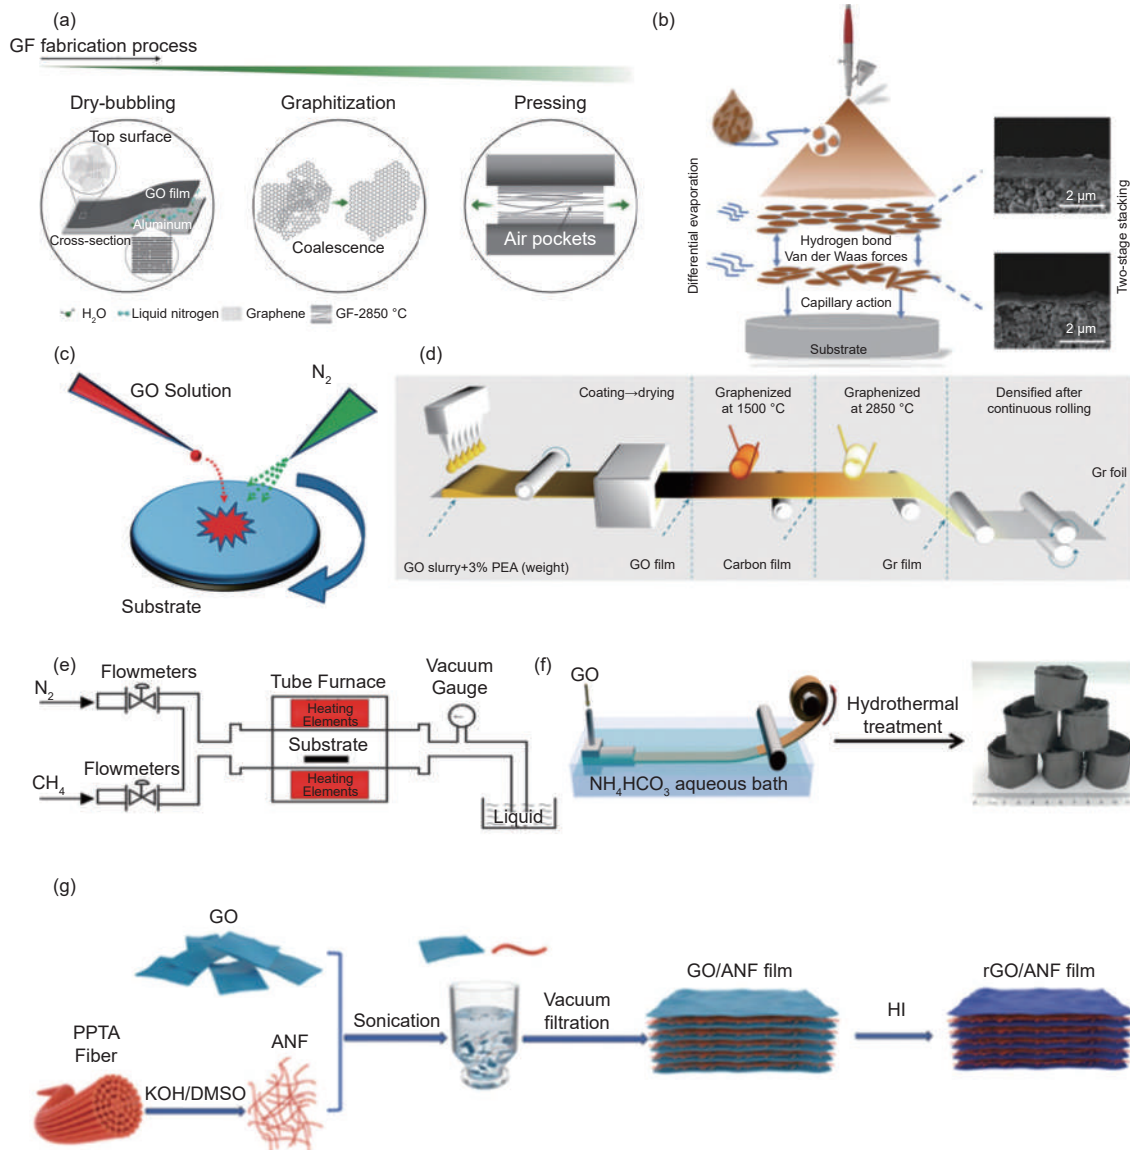 (a)
GF fabrication process
Dry-bubbling
Graphitization
Pressing
Top surface
GO film
Aluminum
Cross-section
Coalescence
Air pockets
H₂O
Liquid nitrogen
Graphene
GF-2850 °C
(b)
Differential evaporation
Hydrogen bond
Van der Waas forces
Capillary action
Substrate
2 μm
2 μm
Two-stage stacking
(c)
GO Solution
N₂
Substrate
(d)
Coating→drying
Graphenized
at 1500 °C
Graphenized
at 2850 °C
Densified after
continuous rolling
Gr foil
GO slurry+3% PEA (weight)
GO film
Carbon film
Gr film
(e)
Flowmeters
N₂
Tube Furnace
Heating
Elements
Substrate
Heating
Elements
Vacuum
Gauge
Flowmeters
CH₄
Liquid
(f)
GO
NH₄HCO₃ aqueous bath
Hydrothermal
treatment
(g)
GO
PPTA
Fiber
KOH/DMSO
ANF
Sonication
Vacuum
filtration
GO/ANF film
HI
rGO/ANF film